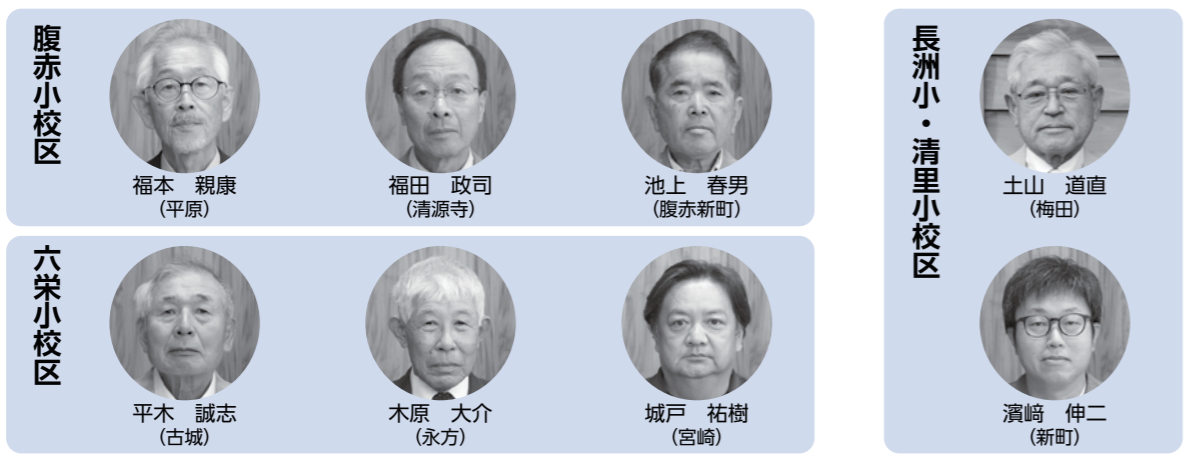 腹赤小校区
福本　親康
（平原）
福田　政司
（清源寺）
池上　春男
（腹赤新町）
六栄小校区
平木　誠志
（古城）
木原　大介
（永方）
城戸　祐樹
（宮崎）
長洲小・清里小校区
土山　道直
（梅田）
濱﨑　伸二
（新町）